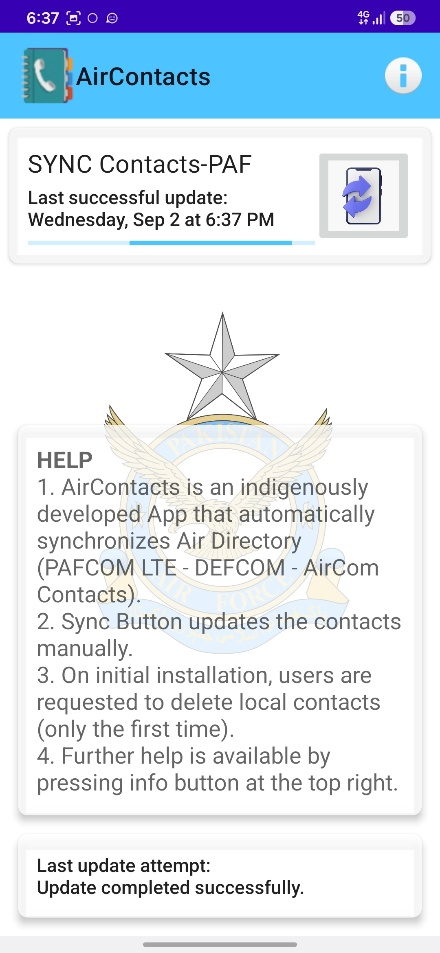 6:37
4G
50
AirContacts
SYNC Contacts-PAF
Last successful update:
Wednesday, Sep 2 at 6:37 PM
HELP
1. AirContacts is an indigenously
developed App that automatically
synchronizes Air Directory
(PAFCOM LTE - DEFCOM - AirCom
Contacts).
2. Sync Button updates the contacts
manually.
3. On initial installation, users are
requested to delete local contacts
(only the first time).
4. Further help is available by
pressing info button at the top right.
PAKISTAN
AIR FORCE
Last update attempt:
Update completed successfully.